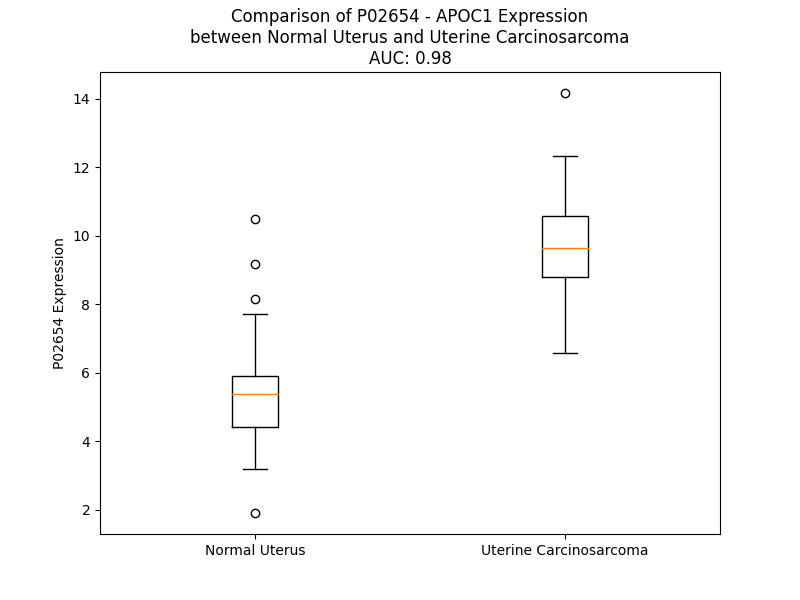 Comparison of P02654 - APOC1 Expression
between Normal Uterus and Uterine Carcinosarcoma
AUC: 0.98
14
12
10
8
6
4
2
P02654 Expression
Normal Uterus
Uterine Carcinosarcoma